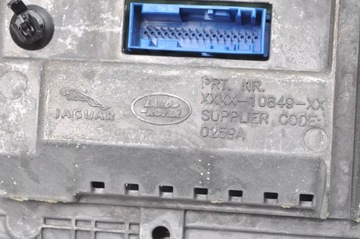 JAGUAR
LAND
ROVER
PRT. NR.
XXXX-10849-XX
SUPPLIER CODE:
0259A